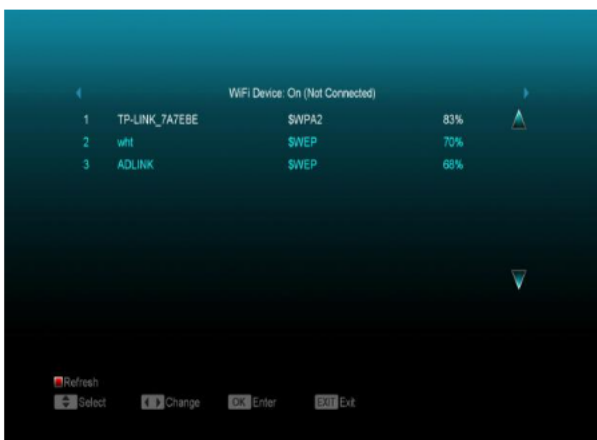 WiFi Device: On (Not Connected)
1 TP-LINK_7A7EBE $WPA2 83%
2 wht $WEP 70%
3 ADLINK $WEP 68%
Refresh
Select Change OK Enter EXIT Exit